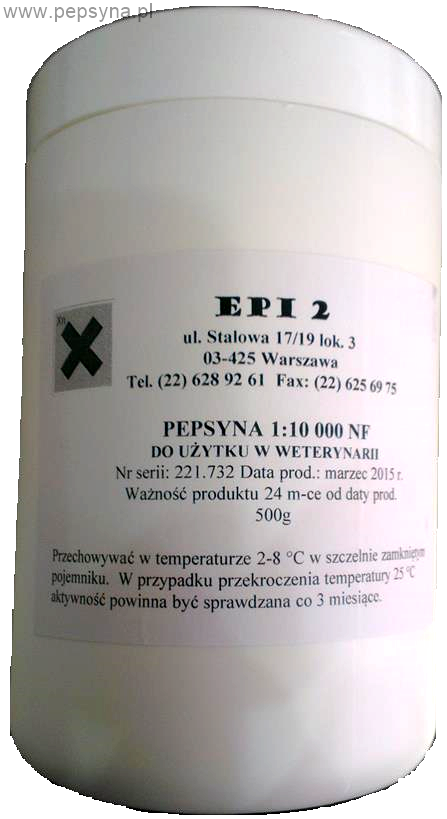 www.pepsyna.pl
Xn
EPI 2
ul. Stalowa 17/19 lok. 3
03-425 Warszawa
Tel. (22) 628 92 61 Fax: (22) 625 69 75
PEPSYNA 1:10 000 NF
DO UŻYTKU W WETERYNARII
Nr serii: 221.732 Data prod.: marzec 2015 r.
Ważność produktu 24 m-ce od daty prod.
500g
Przechowywać w temperaturze 2-8 °C w szczelnie zamkniętym
pojemniku. W przypadku przekroczenia temperatury 25 °C
aktywność powinna być sprawdzana co 3 miesiące.